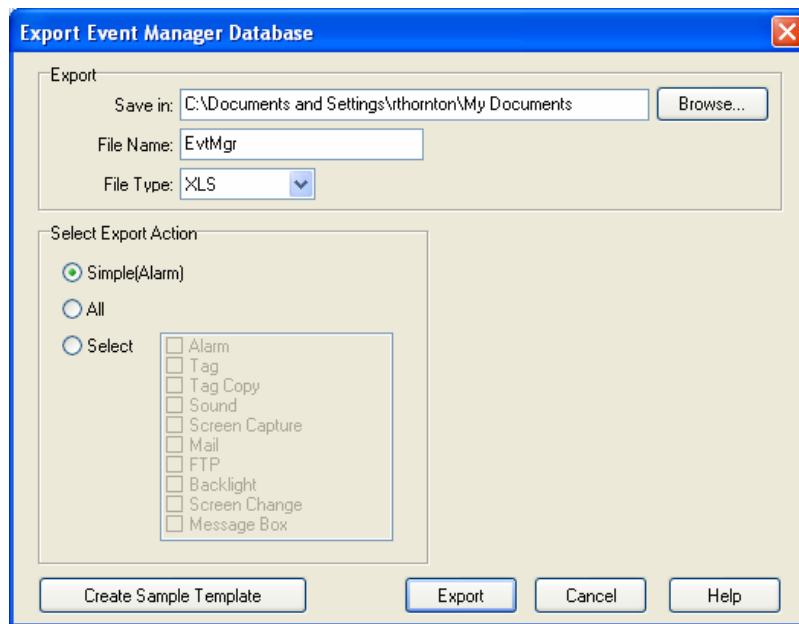 Export Event Manager Database
Export
Save in: C:\Documents and Settings\rthornton\My Documents Browse...
File Name: EvtMgr
File Type: XLS
Select Export Action
Simple(Alarm)
All
Select
Alarm
Tag
Tag Copy
Sound
Screen Capture
Mail
FTP
Backlight
Screen Change
Message Box
Create Sample Template Export Cancel Help